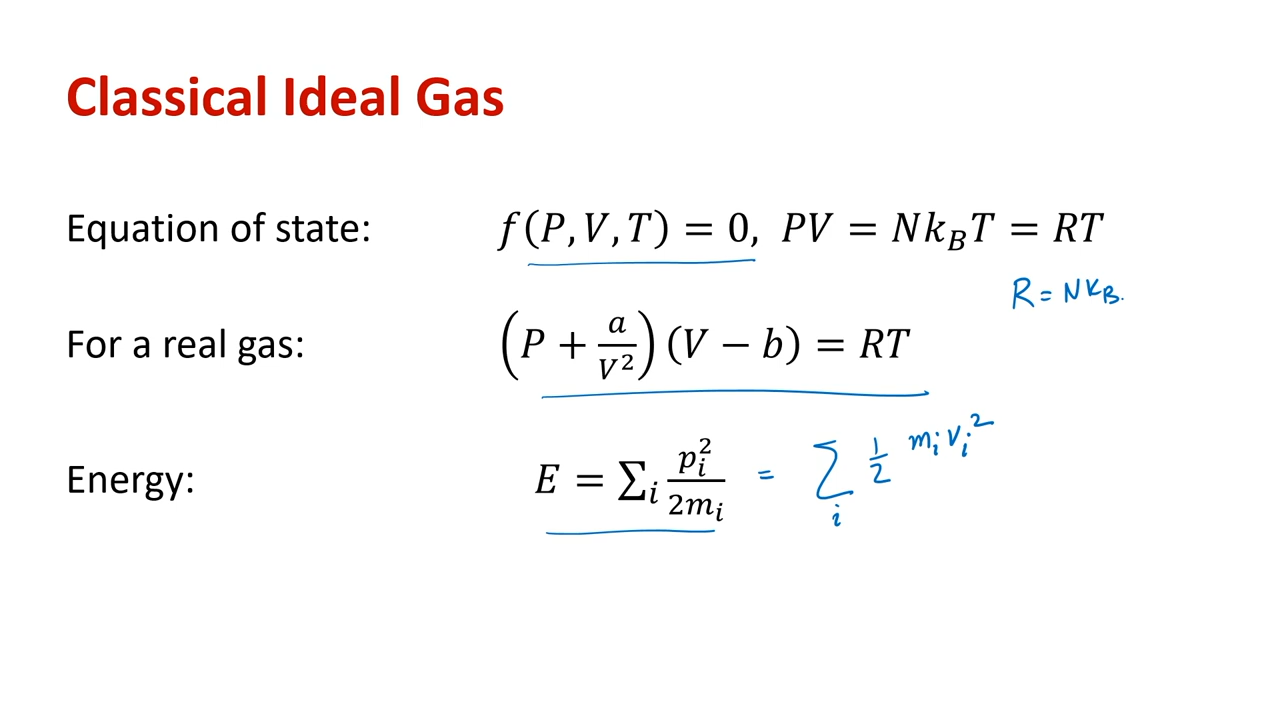 Classical Ideal Gas
Equation of state: f(P, V, T) = 0, PV = Nk_BT = RT
R = Nk_B.
For a real gas: (P + a/V²)(V − b) = RT
Energy: E = ∑_i p_i²/2m_i = ∑_i 1/2 m_i v_i²